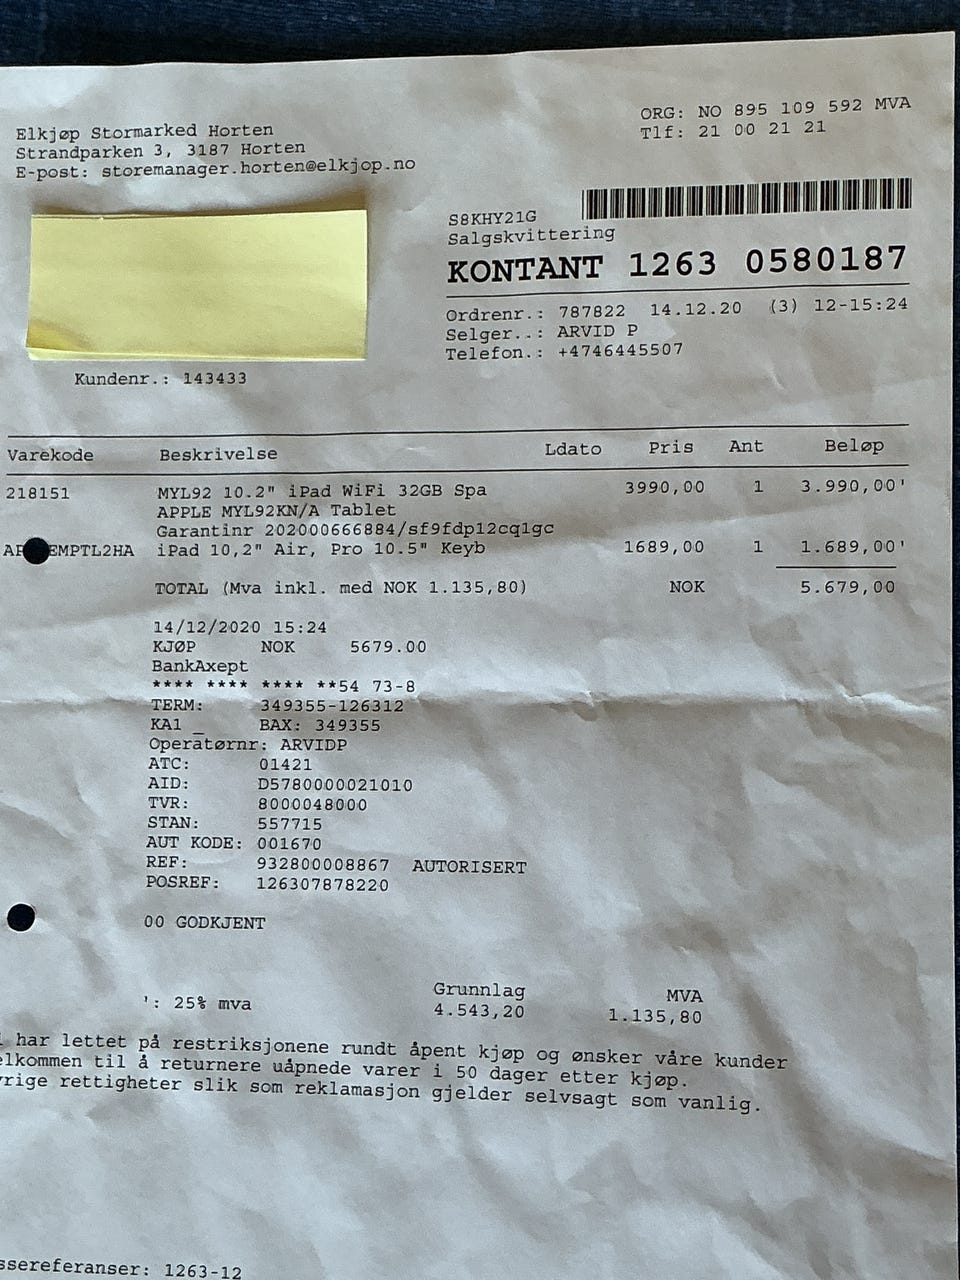 Elkjøp Stormarked Horten
Strandparken 3, 3187 Horten
E-post: storemanager.horten@elkjop.no
ORG: NO 895 109 592 MVA
Tlf: 21 00 21 21
S8KHY21G
Salgskvittering
KONTANT 1263 0580187
Ordrenr.: 787822 14.12.20 (3) 12-15:24
Selger..: ARVID P
Telefon.: +4746445507
Kundenr.: 143433
Varekode Beskrivelse Ldato Pris Ant Beløp
218151 MYL92 10.2" iPad WiFi 32GB Spa 3990,00 1 3.990,00'
APPLE MYL92KN/A Tablet
Garantinr 202000666884/sf9fdp12cq1gc
EMPTL2HA iPad 10,2" Air, Pro 10.5" Keyb 1689,00 1 1.689,00'
TOTAL (Mva inkl. med NOK 1.135,80) NOK 5.679,00
14/12/2020 15:24
KJØP NOK 5679.00
BankAxept
**** **** **** **54 73-8
TERM: 349355-126312
KA1 _ BAX: 349355
Operatørnr: ARVIDP
ATC: 01421
AID: D5780000021010
TVR: 8000048000
STAN: 557715
AUT KODE: 001670
REF: 932800008867 AUTORISERT
POSREF: 126307878220
00 GODKJENT
Grunnlag MVA
': 25% mva 4.543,20 1.135,80
i har lettet på restriksjonene rundt åpent kjøp og ønsker våre kunder
elkommen til å returnere uåpnede varer i 50 dager etter kjøp.
vrige rettigheter slik som reklamasjon gjelder selvsagt som vanlig.
ssereferanser: 1263-12